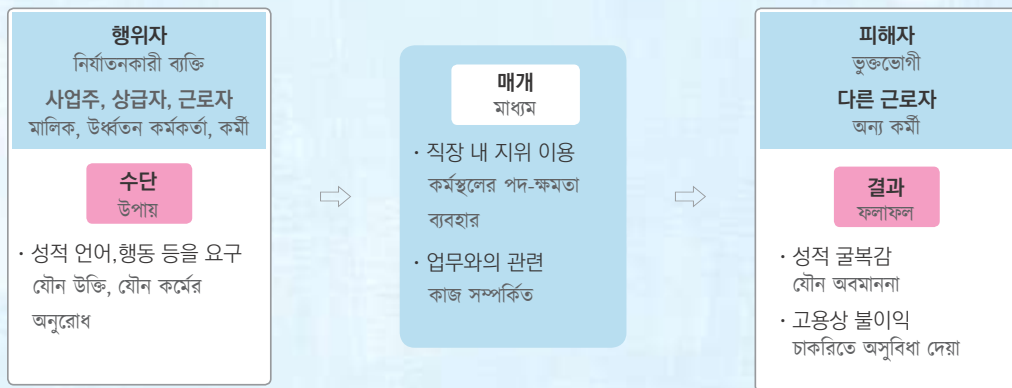 행위자
নির্যাতনকারী ব্যক্তি
사업주, 상급자, 근로자
মালিক, উর্ধ্বতন কর্মকর্তা, কর্মী
수단
উপায়
· 성적 언어,행동 등을 요구
যৌন উক্তি, যৌন কর্মের
অনুরোধ
매개
মাধ্যম
· 직장 내 지위 이용
কর্মস্থলের পদ-ক্ষমতা
ব্যবহার
· 업무와의 관련
কাজ সম্পর্কিত
피해자
ভুক্তভোগী
다른 근로자
অন্য কর্মী
결과
ফলাফল
· 성적 굴복감
যৌন অবমাননা
· 고용상 불이익
চাকরিতে অসুবিধা দেয়া